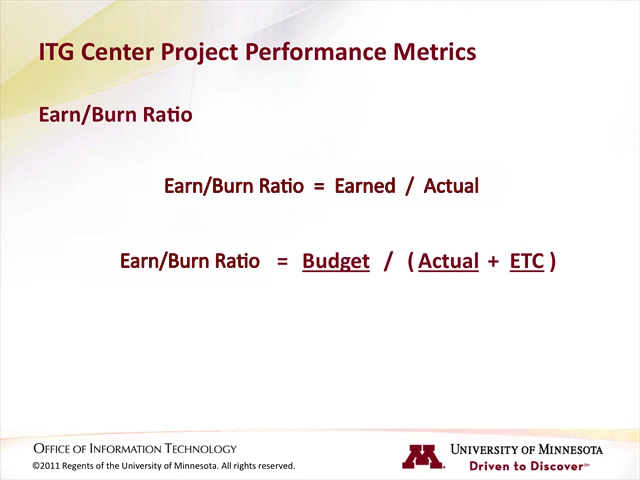 ITG Center Project Performance Metrics
Earn/Burn Ratio
Earn/Burn Ratio = Earned / Actual
Earn/Burn Ratio = Budget / ( Actual + ETC )
OFFICE OF INFORMATION TECHNOLOGY
©2011 Regents of the University of Minnesota. All rights reserved.
M
UNIVERSITY OF MINNESOTA
Driven to Discover℠